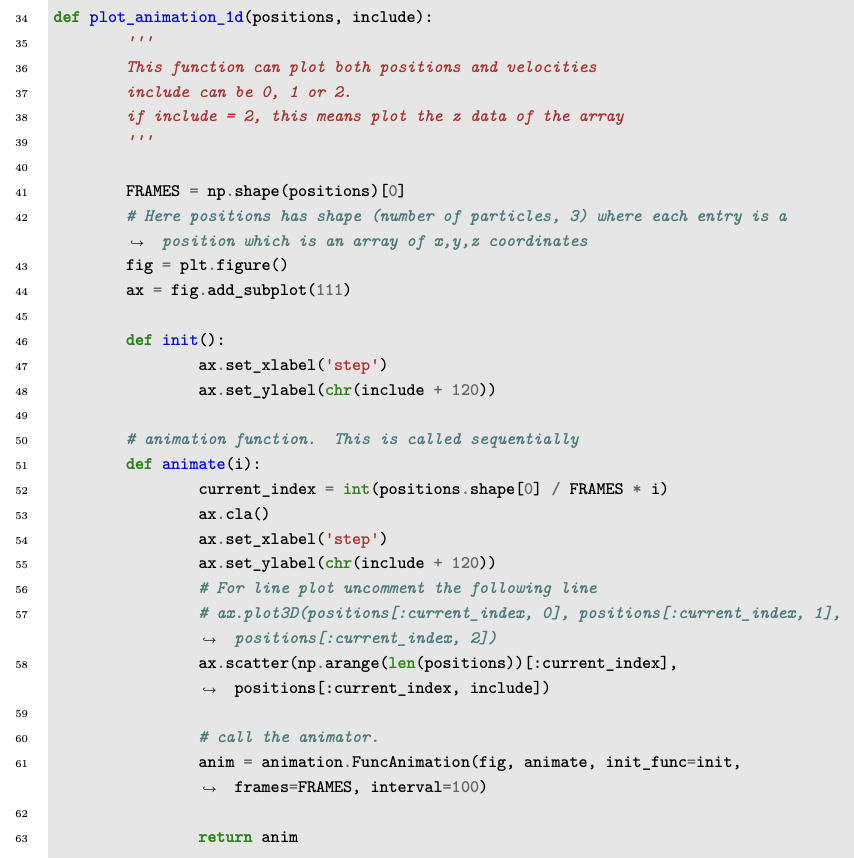 34 def plot_animation_1d(positions, include):
35 '''
36 This function can plot both positions and velocities
37 include can be 0, 1 or 2.
38 if include = 2, this means plot the z data of the array
39 '''
40
41 FRAMES = np.shape(positions)[0]
42 # Here positions has shape (number of particles, 3) where each entry is a
↪ position which is an array of x,y,z coordinates
43 fig = plt.figure()
44 ax = fig.add_subplot(111)
45
46 def init():
47 ax.set_xlabel('step')
48 ax.set_ylabel(chr(include + 120))
49
50 # animation function.  This is called sequentially
51 def animate(i):
52 current_index = int(positions.shape[0] / FRAMES * i)
53 ax.cla()
54 ax.set_xlabel('step')
55 ax.set_ylabel(chr(include + 120))
56 # For line plot uncomment the following line
57 # ax.plot3D(positions[:current_index, 0], positions[:current_index, 1],
↪ positions[:current_index, 2])
58 ax.scatter(np.arange(len(positions))[:current_index],
↪ positions[:current_index, include])
59
60 # call the animator.
61 anim = animation.FuncAnimation(fig, animate, init_func=init,
↪ frames=FRAMES, interval=100)
62
63 return anim